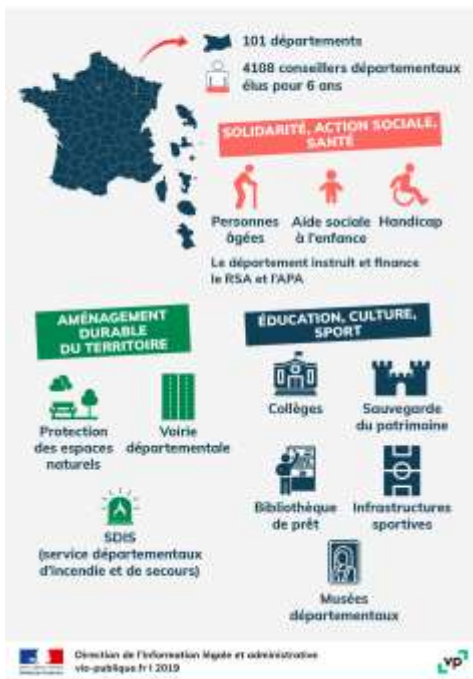 101 départements
4188 conseillers départementaux
élus pour 6 ans
SOLIDARITÉ, ACTION SOCIALE,
SANTÉ
Personnes
âgées
Aide sociale
à l'enfance
Handicap
Le département instruit et finance
le RSA et l'APA
AMÉNAGEMENT
DURABLE
DU TERRITOIRE
Protection
des espaces
naturels
Voirie
départementale
SDIS
(service départementaux
d'incendie et de secours)
ÉDUCATION, CULTURE,
SPORT
Collèges
Sauvegarde
du patrimoine
Bibliothèque
de prêt
Infrastructures
sportives
Musées
départementaux
Direction de l'information légale et administrative
vie-publique.fr I 2019
vp